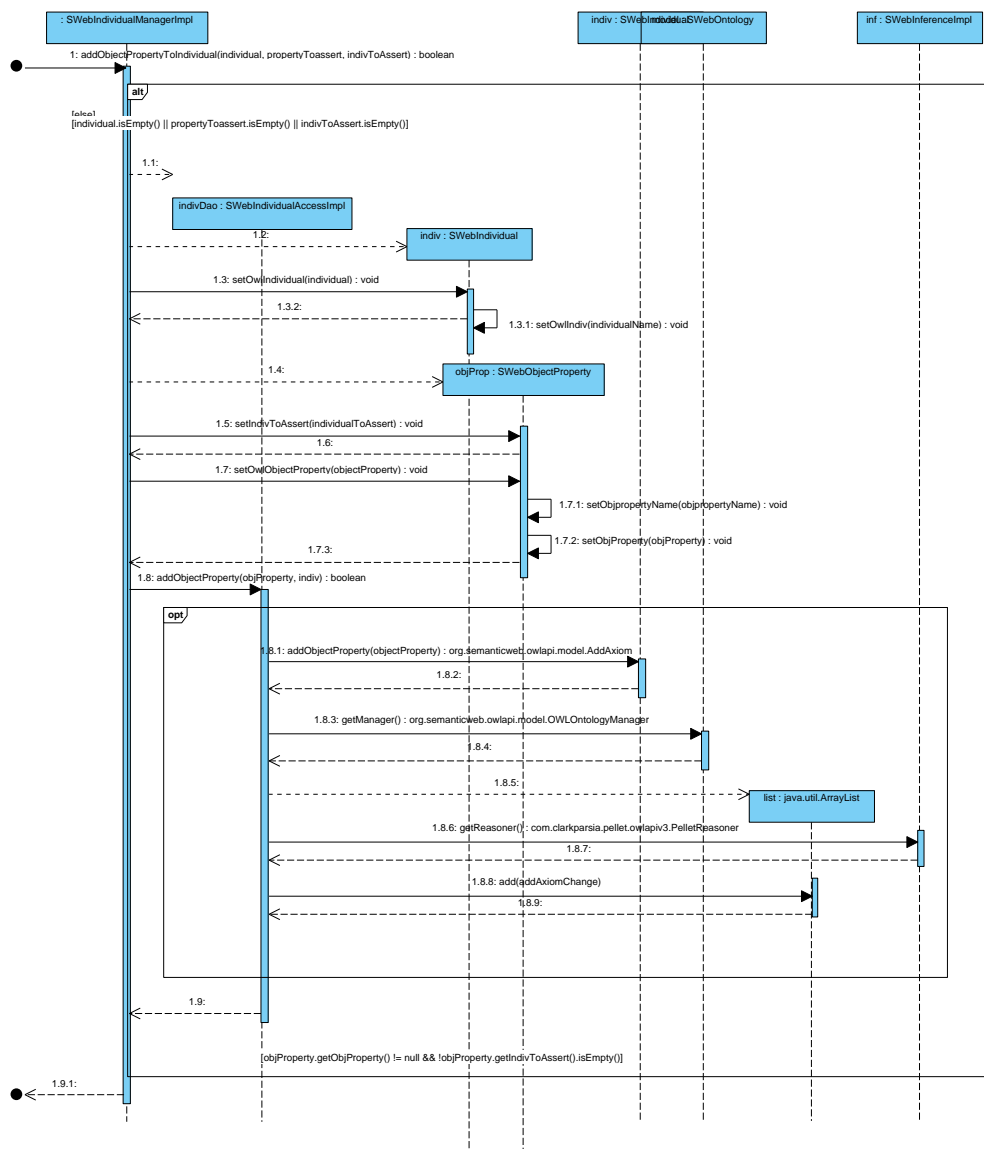 : SWebIndividualManagerImpl
indiv : SWebIndividual
SWebOntology
inf : SWebInferenceImpl
1: addObjectPropertyToIndividual(individual, propertyToassert, indivToAssert) : boolean
alt
[else]
[individual.isEmpty() || propertyToassert.isEmpty() || indivToAssert.isEmpty()]
1.1:
indivDao : SWebIndividualAccessImpl
1.2:
indiv : SWebIndividual
1.3: setOwlIndividual(individual) : void
1.3.2:
1.3.1: setOwlIndiv(individualName) : void
1.4:
objProp : SWebObjectProperty
1.5: setIndivToAssert(individualToAssert) : void
1.6:
1.7: setOwlObjectProperty(objectProperty) : void
1.7.1: setObjpropertyName(objpropertyName) : void
1.7.2: setObjProperty(objProperty) : void
1.7.3:
1.8: addObjectProperty(objProperty, indiv) : boolean
opt
1.8.1: addObjectProperty(objectProperty) : org.semanticweb.owlapi.model.AddAxiom
1.8.2:
1.8.3: getManager() : org.semanticweb.owlapi.model.OWLOntologyManager
1.8.4:
1.8.5:
list : java.util.ArrayList
1.8.6: getReasoner() : com.clarkparsia.pellet.owlapiv3.PelletReasoner
1.8.7:
1.8.8: add(addAxiomChange)
1.8.9:
1.9:
[objProperty.getObjProperty() != null && !objProperty.getIndivToAssert().isEmpty()]
1.9.1: